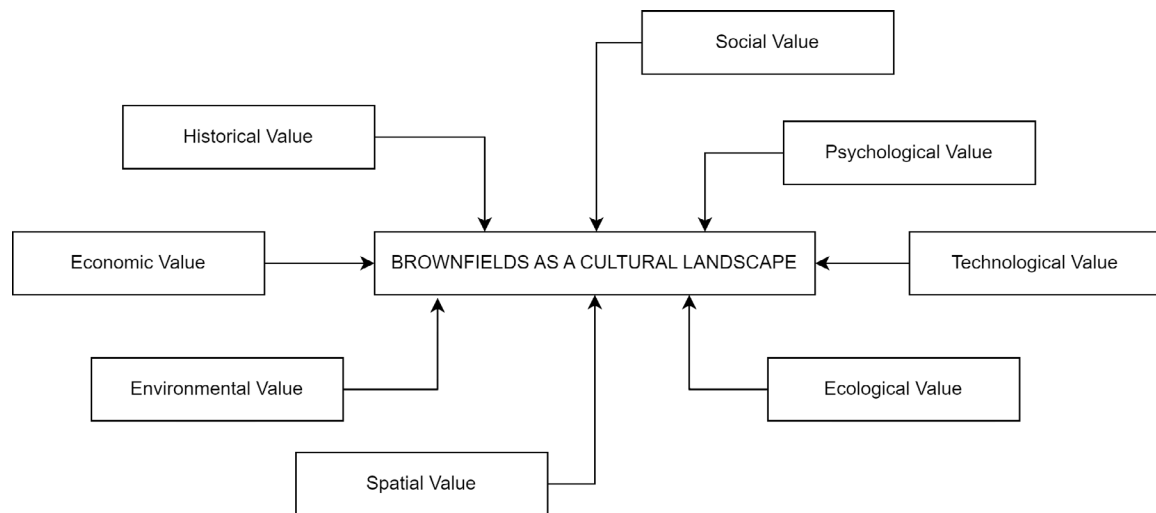 Social Value
Historical Value
Psychological Value
Economic Value
BROWNFIELDS AS A CULTURAL LANDSCAPE
Technological Value
Environmental Value
Ecological Value
Spatial Value